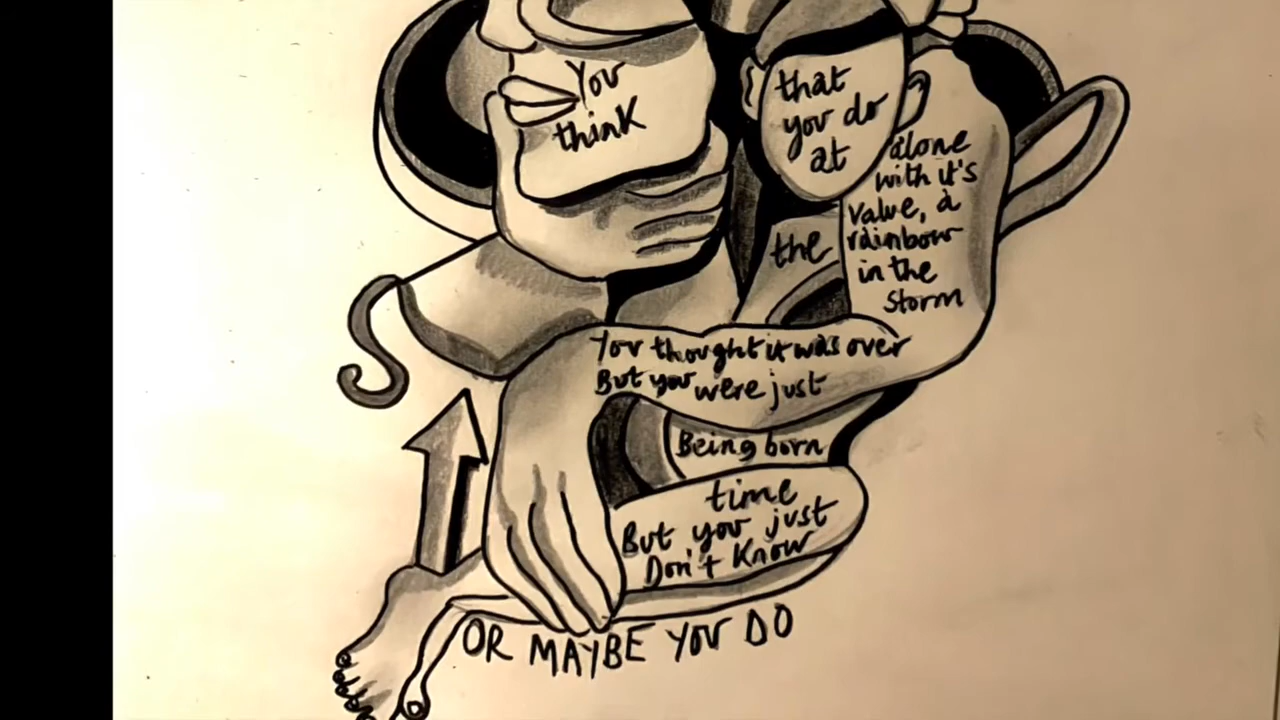 You
think
that
you do
at
the
alone
with it's
value, a
rainbow
in the
storm
You thought it was over
But you were just
Being born
time
But you just
Don't Know
OR MAYBE YOU DO